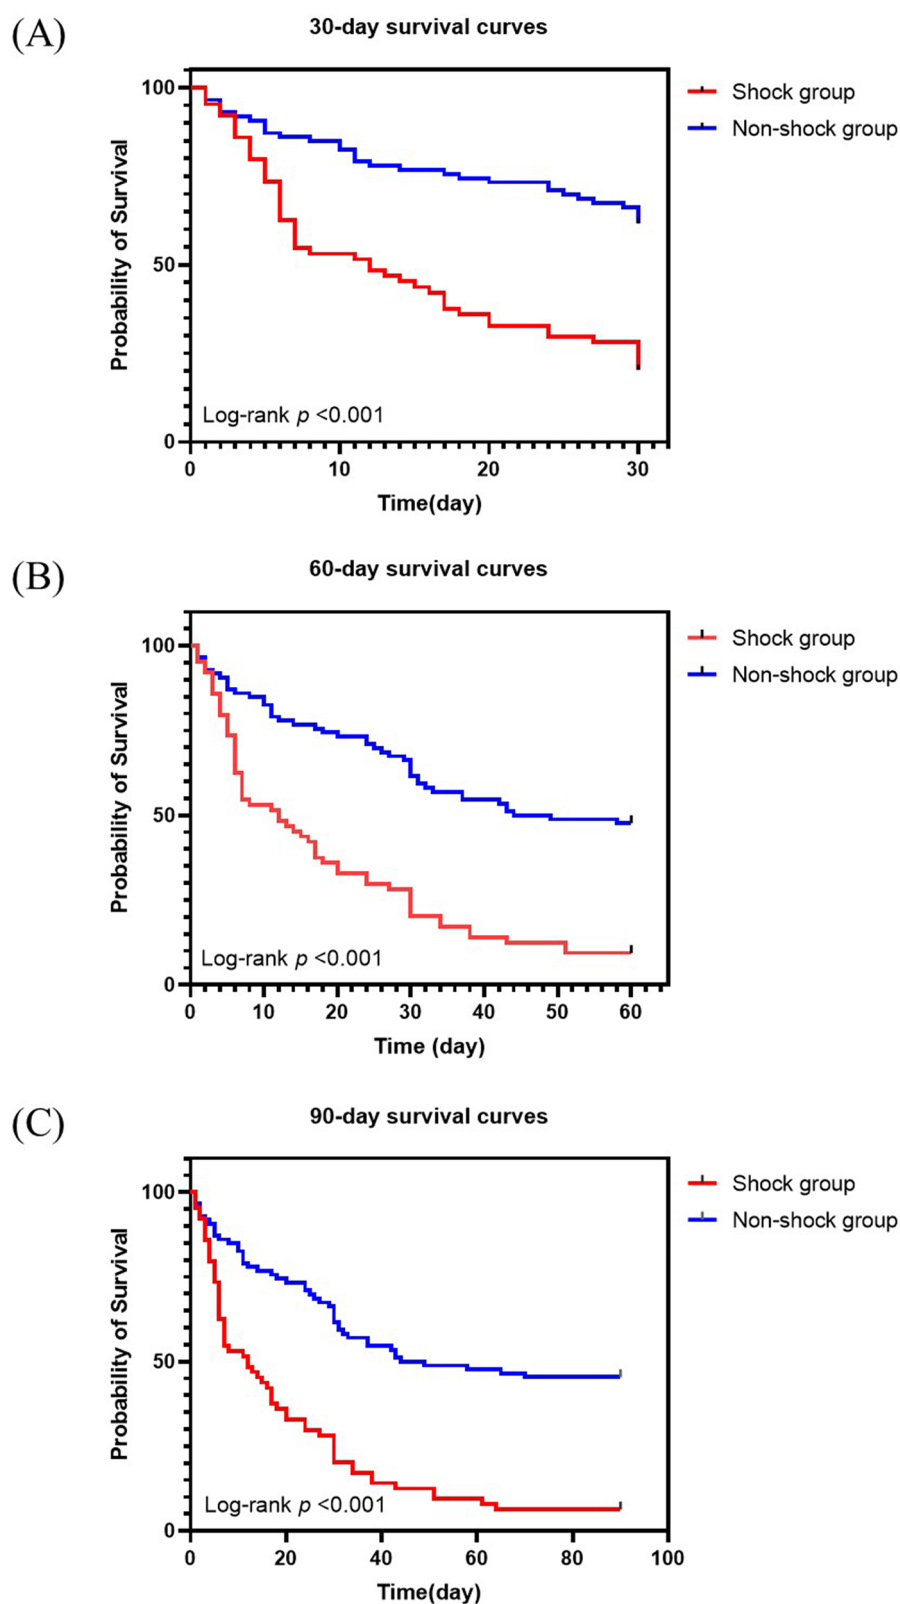 (A)
30-day survival curves
100
50
0
Probability of Survival
Shock group
Non-shock group
Log-rank p <0.001
0 10 20 30
Time(day)
(B)
60-day survival curves
100
50
0
Probability of Survival
Shock group
Non-shock group
Log-rank p <0.001
0 10 20 30 40 50 60
Time (day)
(C)
90-day survival curves
100
50
0
Probability of Survival
Shock group
Non-shock group
Log-rank p <0.001
0 20 40 60 80 100
Time(day)